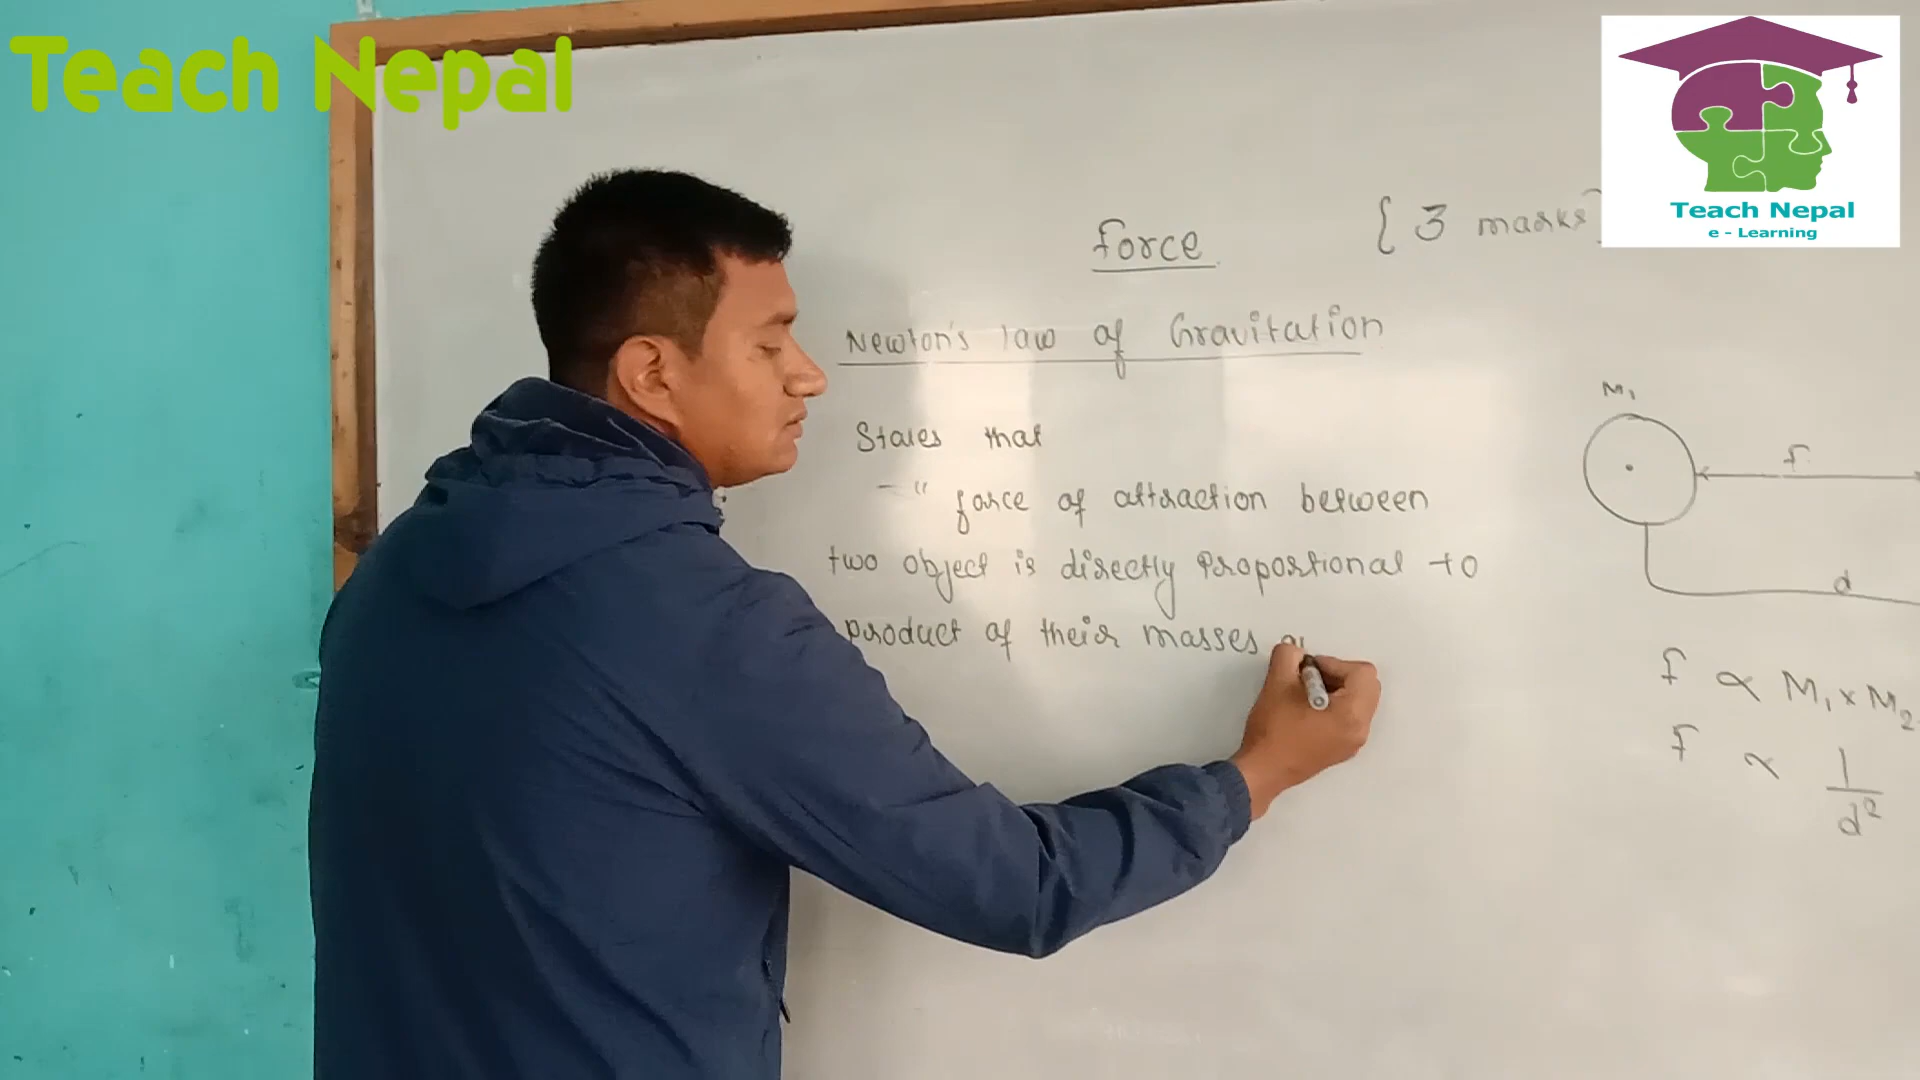 Teach Nepal
Teach Nepal
e - Learning
force
{ 3 marks
Newton's law of Gravitation
States that
- " force of attraction between
two object is directly proportional to
product of their masses
M₁
f
d
f ∝ M₁ x M₂
f ∝ 1/d²